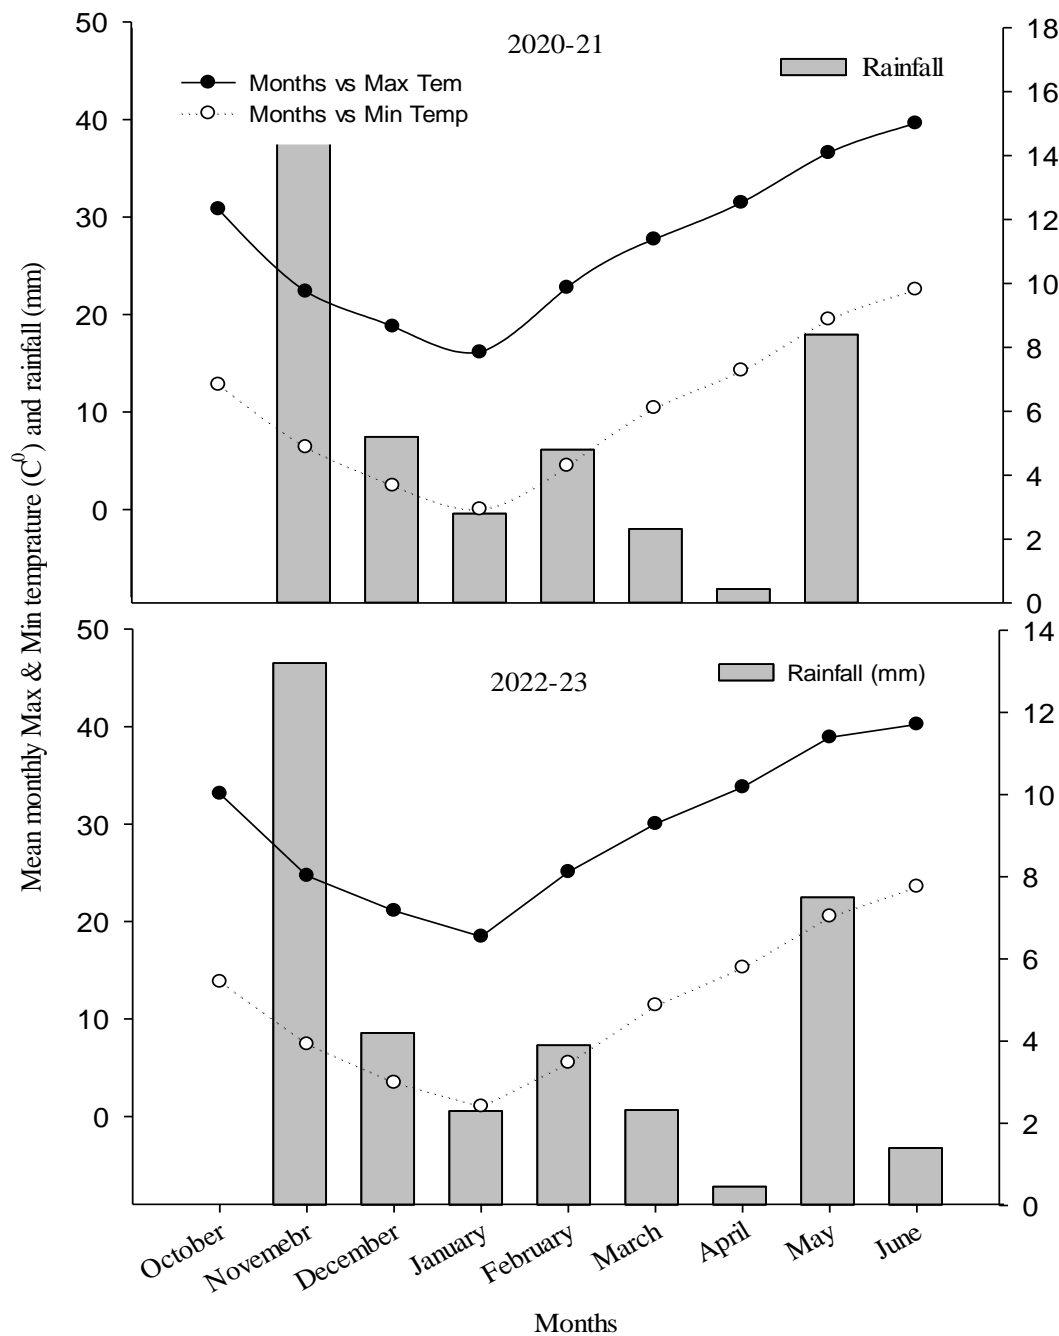 Mean monthly Max & Min temprature (C⁰) and rainfall (mm)
2020-21
Months vs Max Tem
Months vs Min Temp
Rainfall
50
40
30
20
10
0
18
16
14
12
10
8
6
4
2
0
2022-23
Rainfall (mm)
50
40
30
20
10
0
14
12
10
8
6
4
2
0
October
Novemebr
December
January
February
March
April
May
June
Months